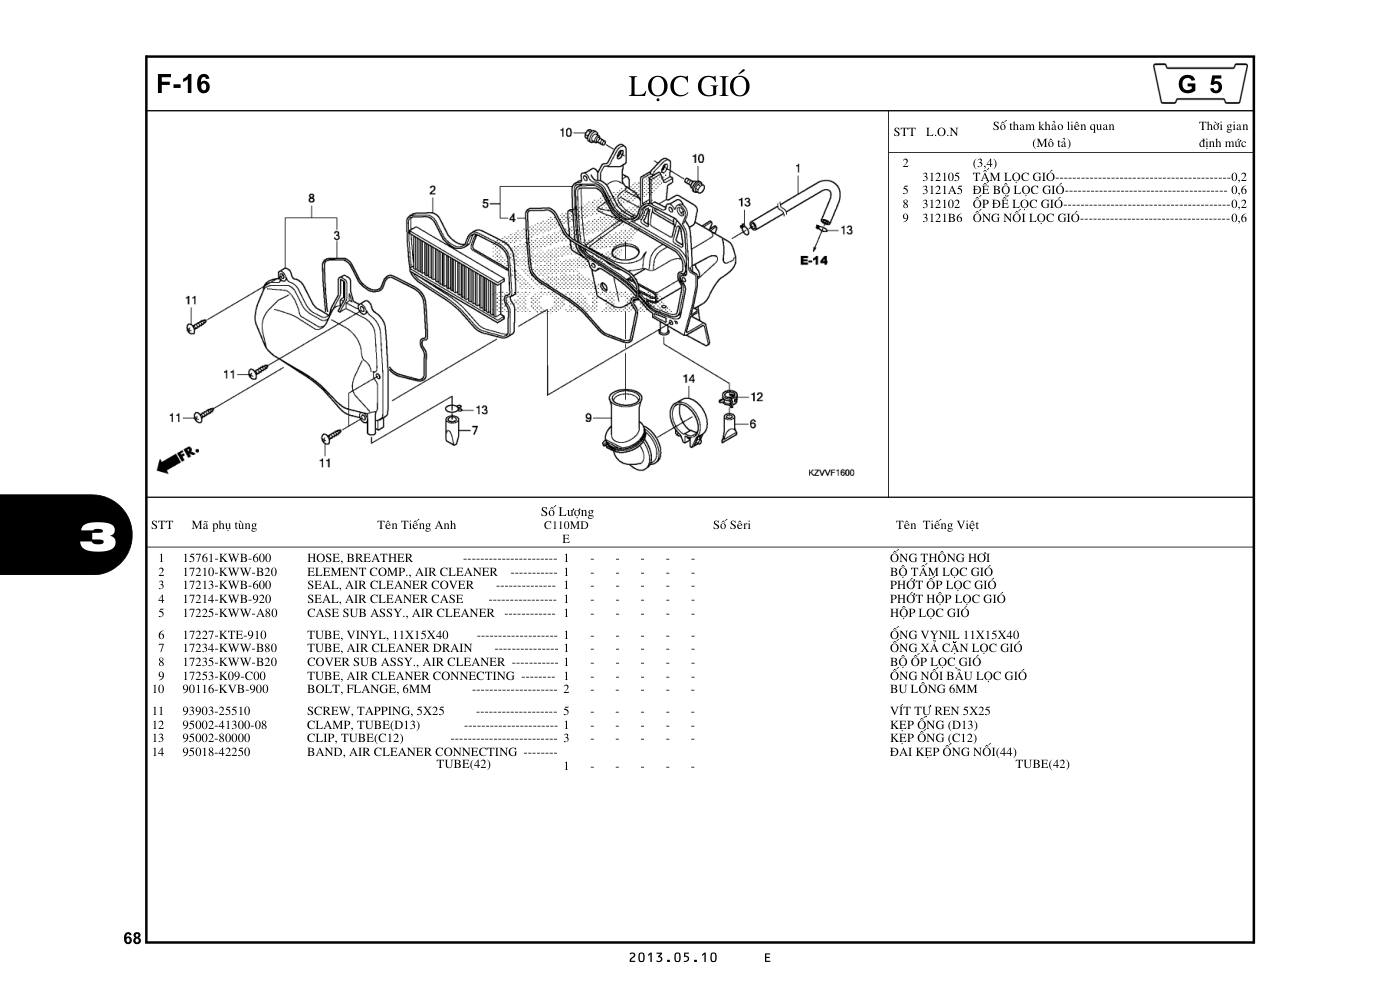 F-16 LỌC GIÓ G 5
10
10
1
2
8
5
4
13
13
3
E-14
11
11
14
11
13
12
9
7
6
11
FR.
KZVVF1600
STT L.O.N Số tham khảo liên quan Thời gian
(Mô tả) định mức
2 (3,4)
312105 TẤM LỌC GIÓ------------------------------------------0,2
5 3121A5 ĐẾ BỘ LỌC GIÓ--------------------------------------- 0,6
8 312102 ỐP ĐẾ LỌC GIÓ----------------------------------------0,2
9 3121B6 ỐNG NỐI LỌC GIÓ------------------------------------0,6
3
Số Lượng
STT Mã phụ tùng Tên Tiếng Anh C110MD Số Sêri Tên Tiếng Việt
E
1 15761-KWB-600 HOSE, BREATHER ---------------------- 1 - - - - - ỐNG THÔNG HƠI
2 17210-KWW-B20 ELEMENT COMP., AIR CLEANER ----------- 1 - - - - - BỘ TẤM LỌC GIÓ
3 17213-KWB-600 SEAL, AIR CLEANER COVER -------------- 1 - - - - - PHỚT ỐP LỌC GIÓ
4 17214-KWB-920 SEAL, AIR CLEANER CASE ---------------- 1 - - - - - PHỚT HỘP LỌC GIÓ
5 17225-KWW-A80 CASE SUB ASSY., AIR CLEANER ------------ 1 - - - - - HỘP LỌC GIÓ
6 17227-KTE-910 TUBE, VINYL, 11X15X40 ------------------- 1 - - - - - ỐNG VYNIL 11X15X40
7 17234-KWW-B80 TUBE, AIR CLEANER DRAIN --------------- 1 - - - - - ỐNG XẢ CẶN LỌC GIÓ
8 17235-KWW-B20 COVER SUB ASSY., AIR CLEANER ----------- 1 - - - - - BỘ ỐP LỌC GIÓ
9 17253-K09-C00 TUBE, AIR CLEANER CONNECTING -------- 1 - - - - - ỐNG NỐI BẦU LỌC GIÓ
10 90116-KVB-900 BOLT, FLANGE, 6MM -------------------- 2 - - - - - BU LÔNG 6MM
11 93903-25510 SCREW, TAPPING, 5X25 ------------------- 5 - - - - - VÍT TỰ REN 5X25
12 95002-41300-08 CLAMP, TUBE(D13) ---------------------- 1 - - - - - KẸP ỐNG (D13)
13 95002-80000 CLIP, TUBE(C12) ------------------------- 3 - - - - - KẸP ỐNG (C12)
14 95018-42250 BAND, AIR CLEANER CONNECTING -------- ĐAI KẸP ỐNG NỐI(44)
TUBE(42) 1 - - - - - TUBE(42)
68
2013.05.10 E